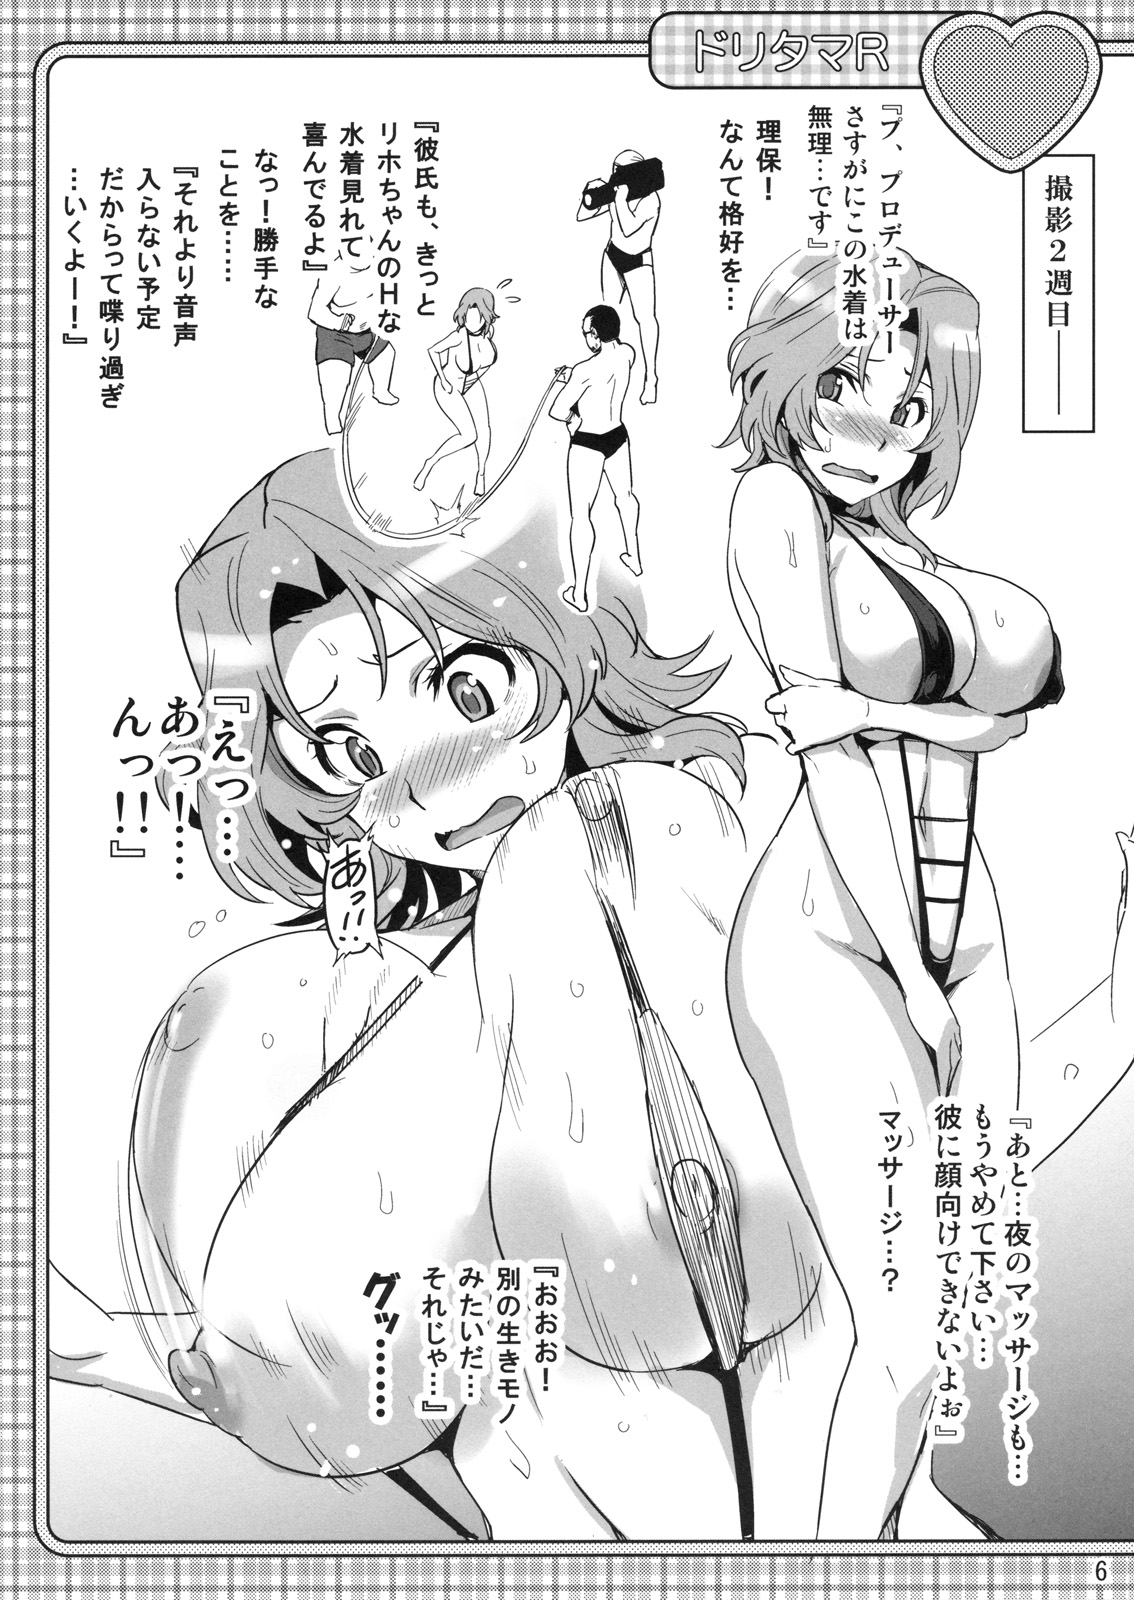 ドリタマR
撮影2週目――
『プ、プロデューサー
さすがにこの水着は
無理…です』
理保！
なんて格好を…
『彼氏も、きっと
リホちゃんのHな
水着見れて
喜んでるよ』
なっ！勝手な
ことを……
『それより音声
入らない予定
だからって喋り過ぎ
…いくよー！』
『えっ…
あっ！…
んっ!!』
あっ!!
『あと…夜のマッサージも…
もうやめて下さい…
彼に顔向けできないよぉ』
マッサージ…？
『おおお！
別の生きモノ
みたいだ…
それじゃ…』
グッ……
6